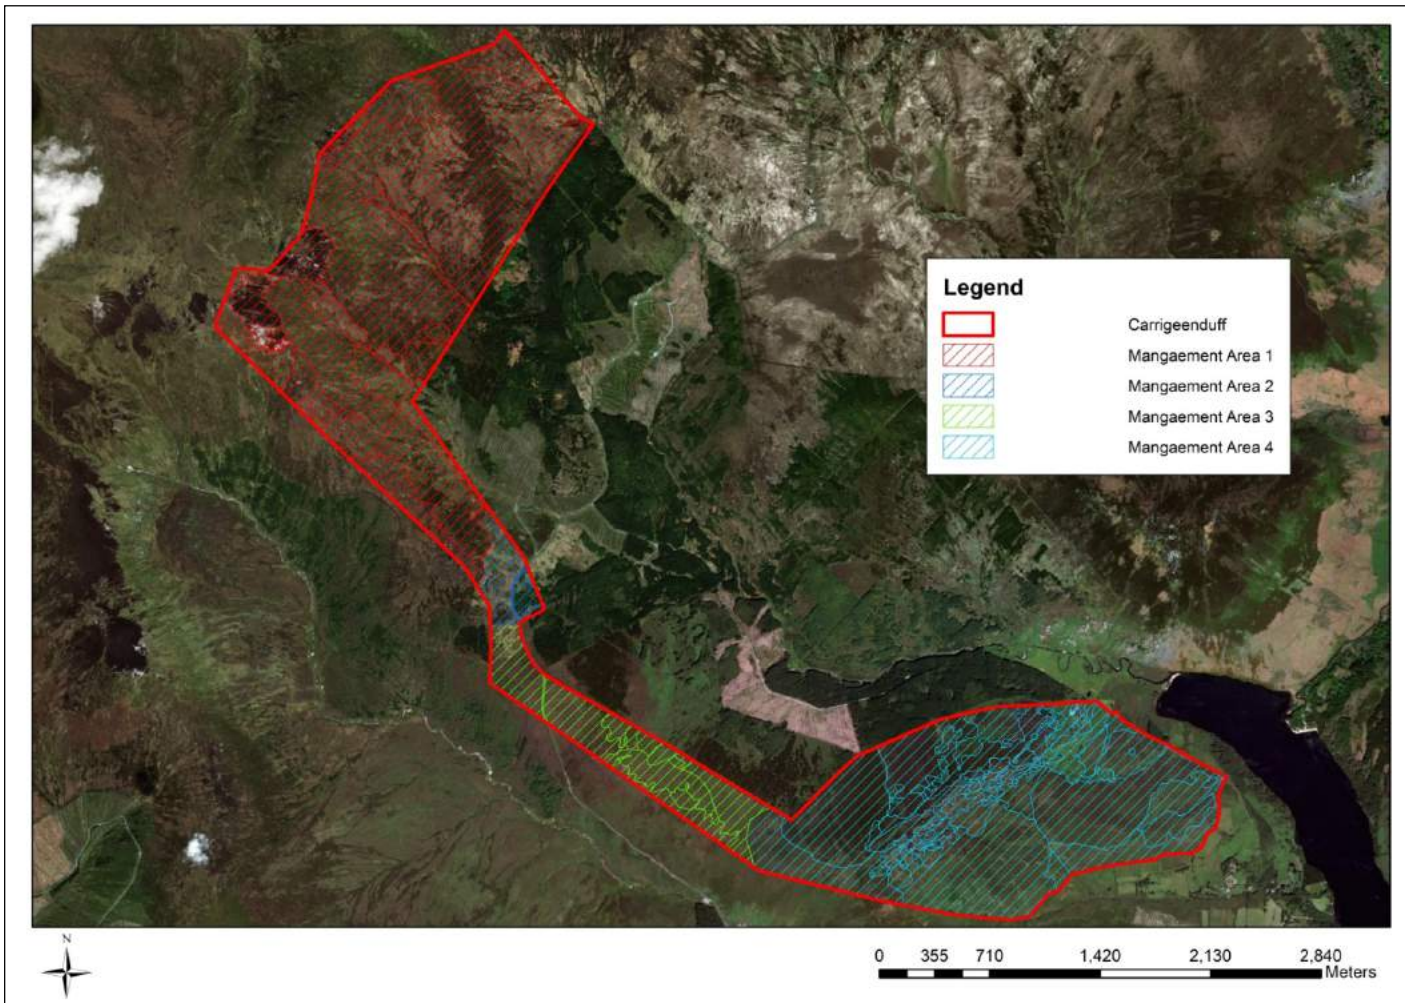 Legend
Carrigeenduff
Mangaement Area 1
Mangaement Area 2
Mangaement Area 3
Mangaement Area 4
N
0 355 710 1,420 2,130 2,840
Meters